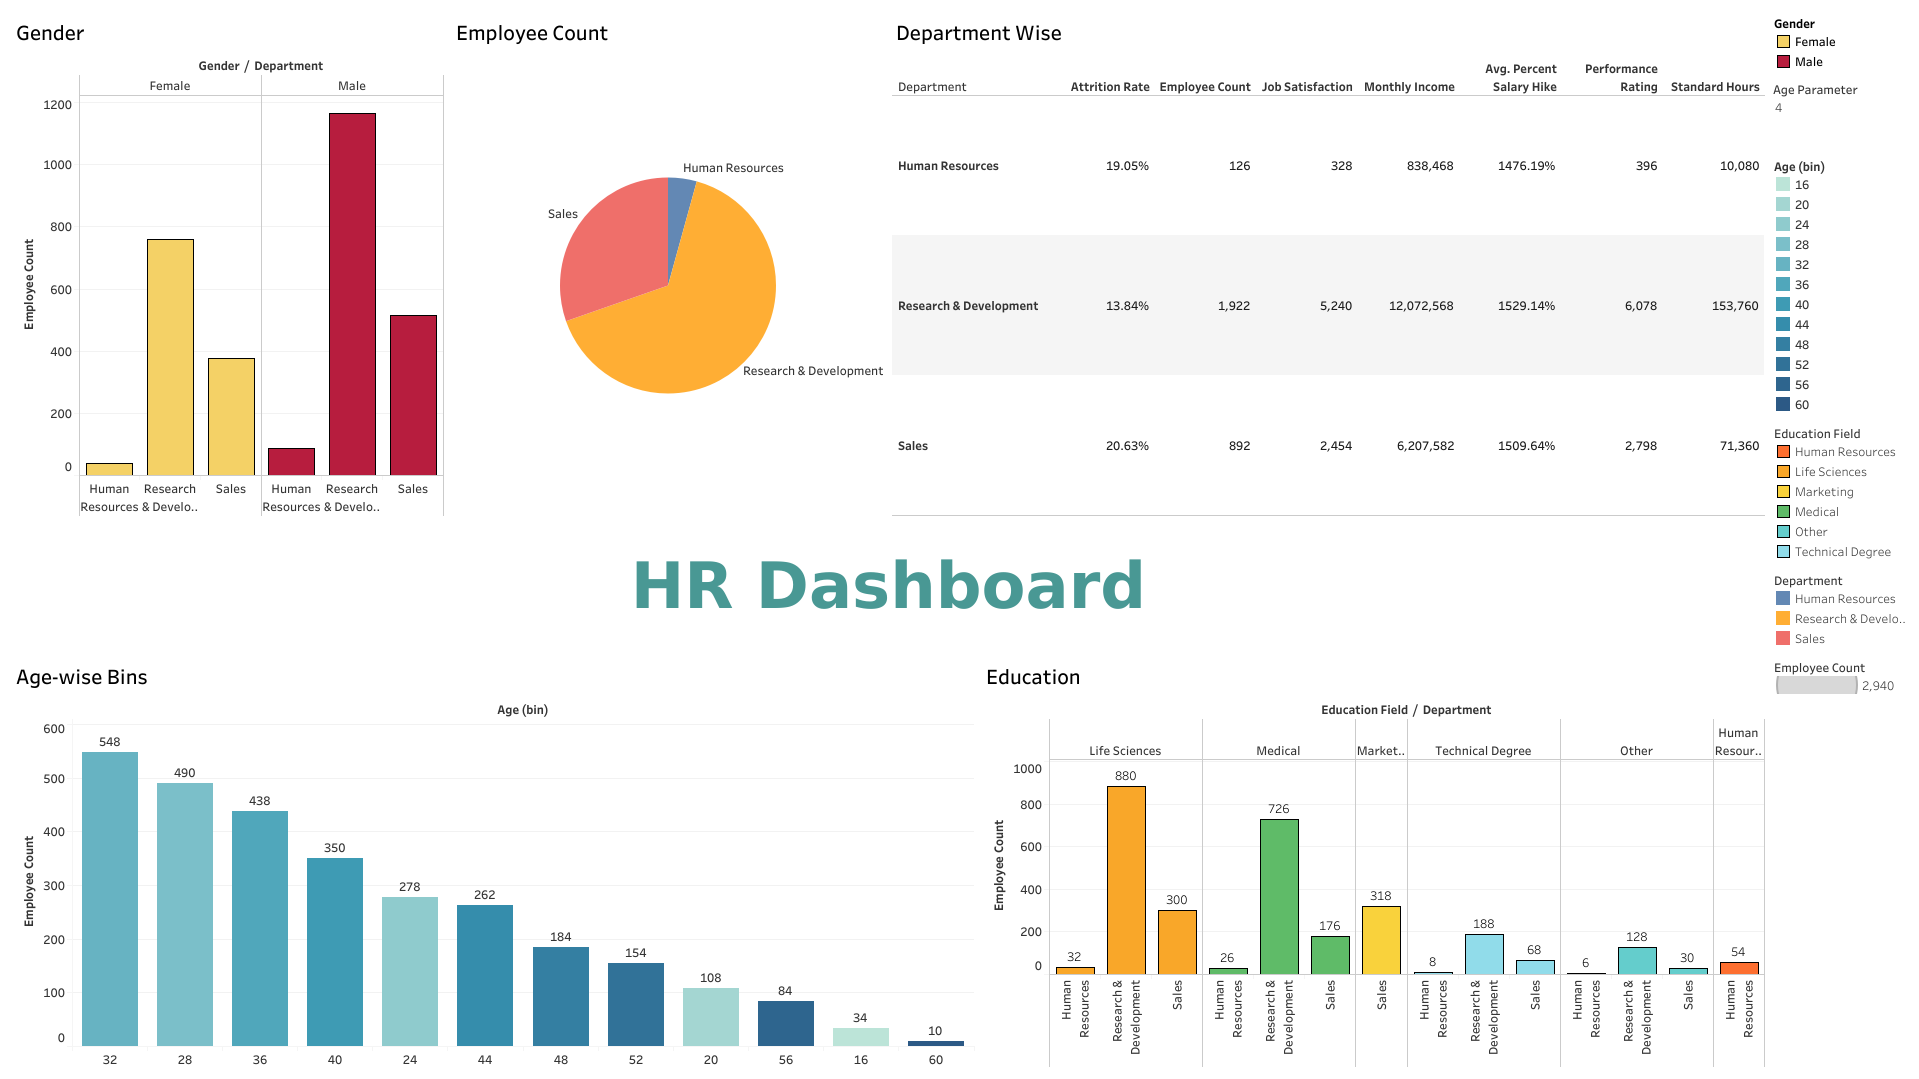 Gender
Gender / Department
Female Male
1200
1000
800
600
400
200
0
Employee Count
Human Research Sales Human Research Sales
Resources & Develo.. Resources & Develo..
Employee Count
Human Resources
Sales
Research & Development
Department Wise
Avg. Percent Performance
Department Attrition Rate Employee Count Job Satisfaction Monthly Income Salary Hike Rating Standard Hours
Human Resources 19.05% 126 328 838,468 1476.19% 396 10,080
Research & Development 13.84% 1,922 5,240 12,072,568 1529.14% 6,078 153,760
Sales 20.63% 892 2,454 6,207,582 1509.64% 2,798 71,360
Gender
Female
Male
Age Parameter
4
Age (bin)
16
20
24
28
32
36
40
44
48
52
56
60
Education Field
Human Resources
Life Sciences
Marketing
Medical
Other
Technical Degree
Department
Human Resources
Research & Develo..
Sales
Employee Count
2,940
HR Dashboard
Age-wise Bins
Age (bin)
600
500
400
300
200
100
0
Employee Count
548 490 438 350 278 262 184 154 108 84 34 10
32 28 36 40 24 44 48 52 20 56 16 60
Education
Education Field / Department
Life Sciences Medical Market.. Technical Degree Other Human Resour..
1000
800
600
400
200
0
Employee Count
32 880 300 26 726 176 318 8 188 68 6 128 30 54
Human Resources
Research & Development
Sales
Human Resources
Research & Development
Sales
Sales
Human Resources
Research & Development
Sales
Human Resources
Research & Development
Sales
Human Resources